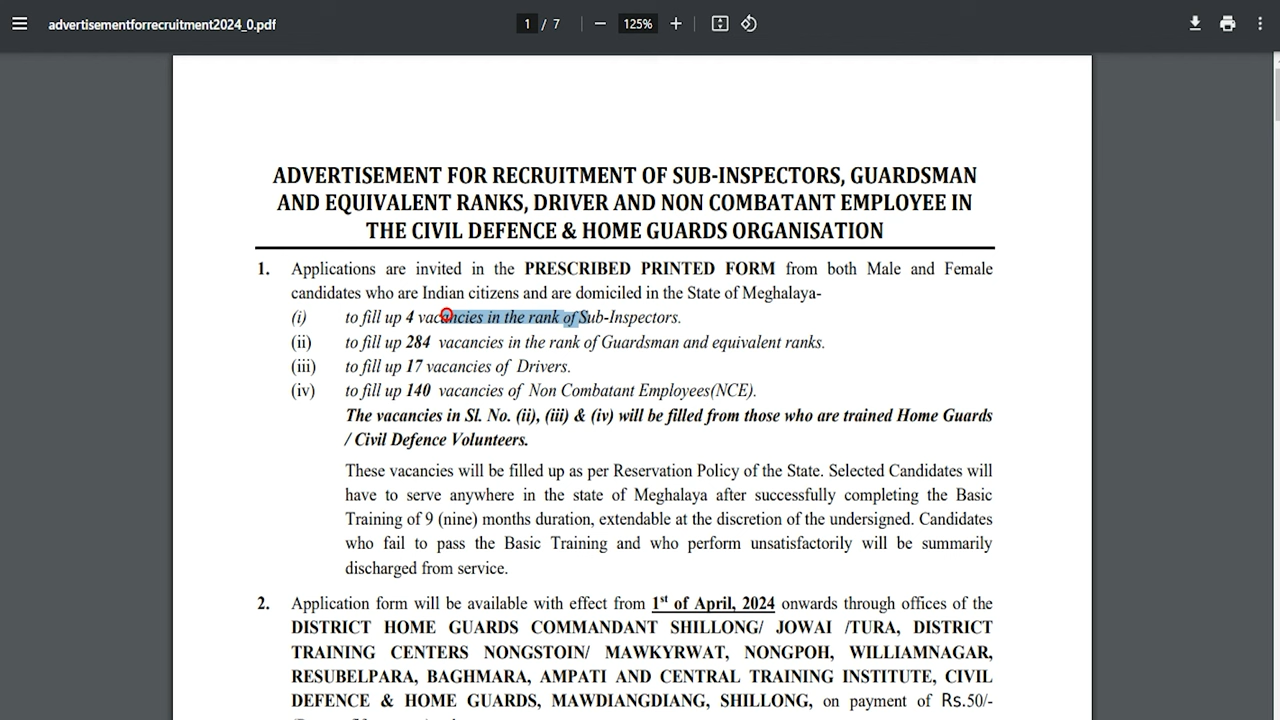 advertisementforrecruitment2024_0.pdf
1 / 7
125%
ADVERTISEMENT FOR RECRUITMENT OF SUB-INSPECTORS, GUARDSMAN
AND EQUIVALENT RANKS, DRIVER AND NON COMBATANT EMPLOYEE IN
THE CIVIL DEFENCE & HOME GUARDS ORGANISATION
1. Applications are invited in the PRESCRIBED PRINTED FORM from both Male and Female
candidates who are Indian citizens and are domiciled in the State of Meghalaya-
(i) to fill up 4 vacancies in the rank of Sub-Inspectors.
(ii) to fill up 284 vacancies in the rank of Guardsman and equivalent ranks.
(iii) to fill up 17 vacancies of Drivers.
(iv) to fill up 140 vacancies of Non Combatant Employees(NCE).
The vacancies in Sl. No. (ii), (iii) & (iv) will be filled from those who are trained Home Guards
/ Civil Defence Volunteers.
These vacancies will be filled up as per Reservation Policy of the State. Selected Candidates will
have to serve anywhere in the state of Meghalaya after successfully completing the Basic
Training of 9 (nine) months duration, extendable at the discretion of the undersigned. Candidates
who fail to pass the Basic Training and who perform unsatisfactorily will be summarily
discharged from service.
2. Application form will be available with effect from 1st of April, 2024 onwards through offices of the
DISTRICT HOME GUARDS COMMANDANT SHILLONG/ JOWAI /TURA, DISTRICT
TRAINING CENTERS NONGSTOIN/ MAWKYRWAT, NONGPOH, WILLIAMNAGAR,
RESUBELPARA, BAGHMARA, AMPATI AND CENTRAL TRAINING INSTITUTE, CIVIL
DEFENCE & HOME GUARDS, MAWDIANGDIANG, SHILLONG, on payment of Rs.50/-